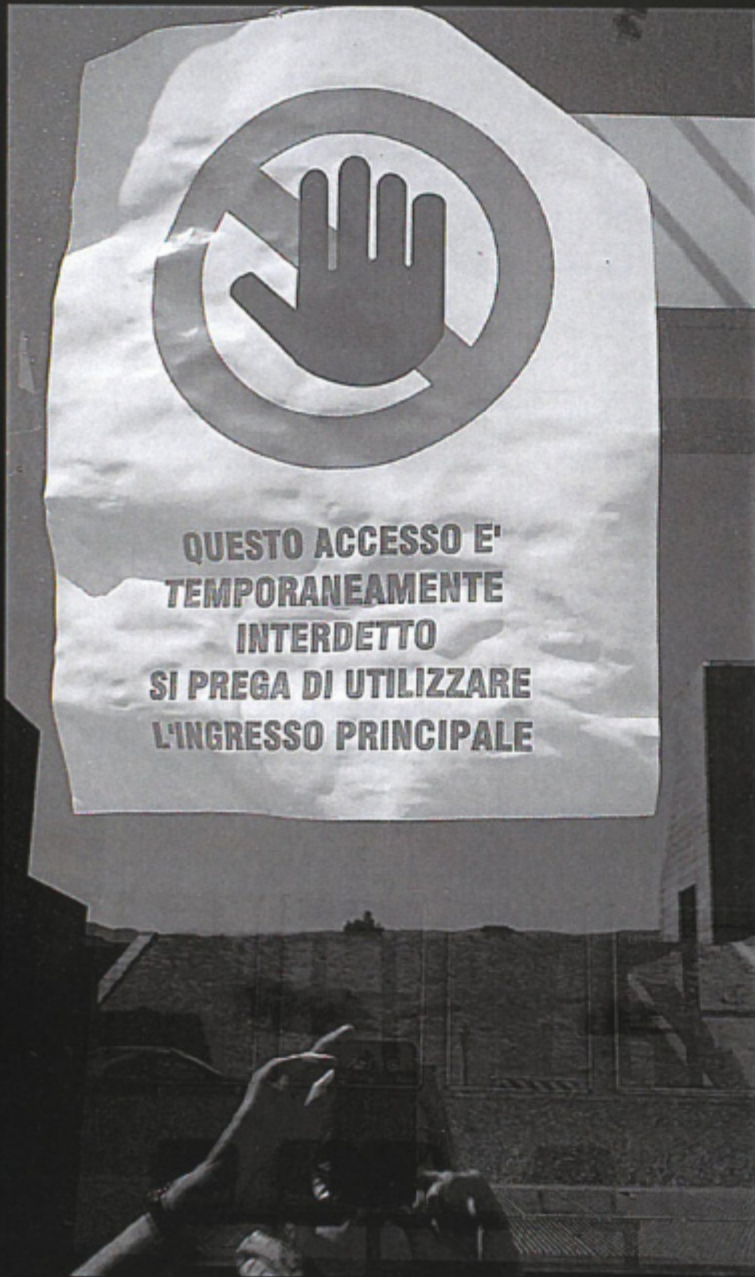 QUESTO ACCESSO E'
TEMPORANEAMENTE
INTERDETTO
SI PREGA DI UTILIZZARE
L'INGRESSO PRINCIPALE